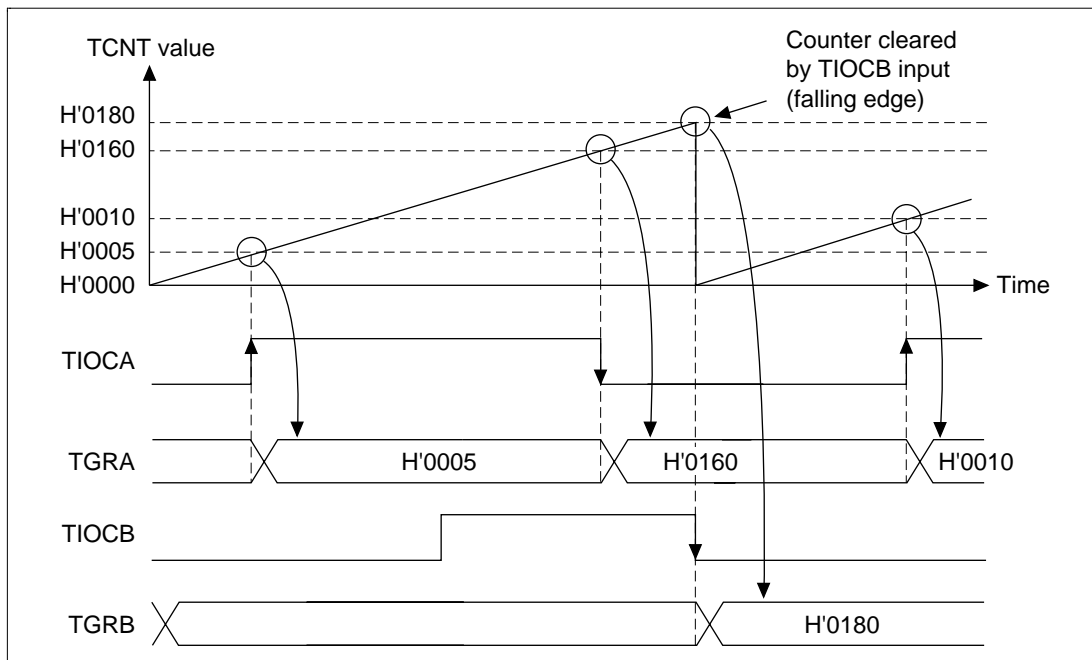 TCNT value
Counter cleared
by TIOCB input
(falling edge)
H'0180
H'0160
H'0010
H'0005
H'0000
Time
TIOCA
TGRA
H'0005
H'0160
H'0010
TIOCB
TGRB
H'0180